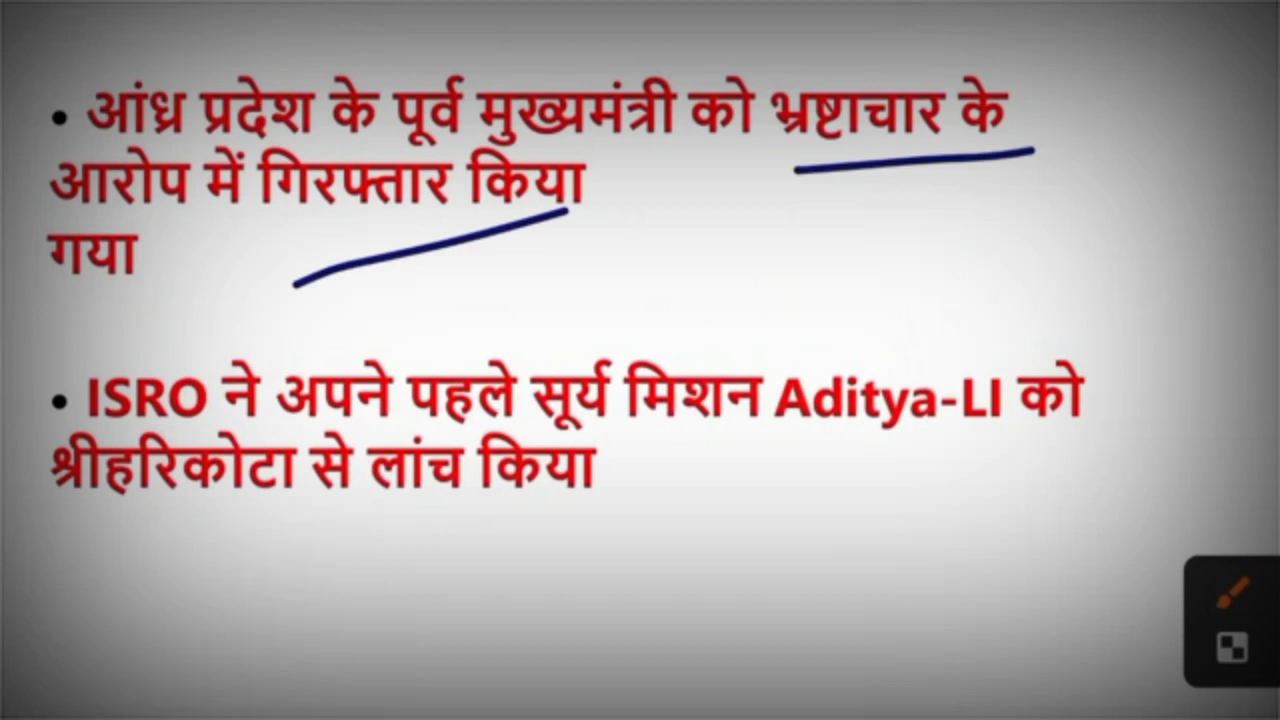 • आंध्र प्रदेश के पूर्व मुख्यमंत्री को भ्रष्टाचार के
आरोप में गिरफ्तार किया
गया
• ISRO ने अपने पहले सूर्य मिशन Aditya-LI को
श्रीहरिकोटा से लांच किया